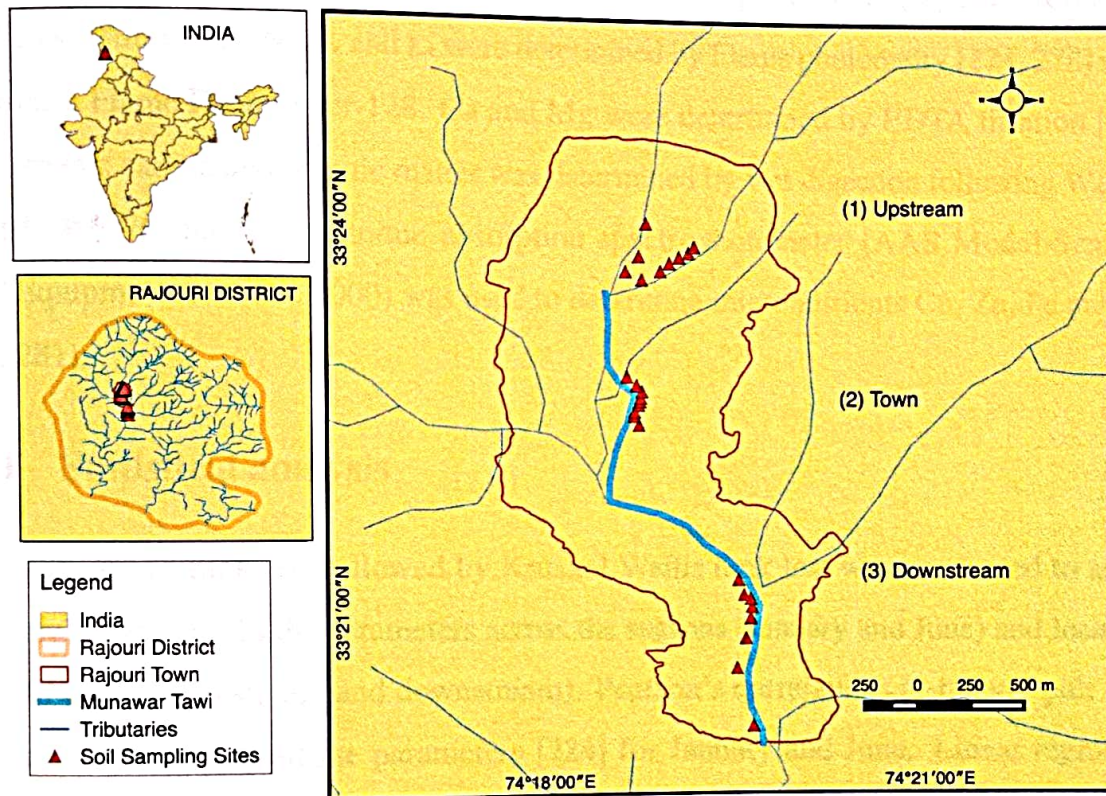 INDIA
RAJOURI DISTRICT
Legend
India
Rajouri District
Rajouri Town
Munawar Tawi
Tributaries
Soil Sampling Sites
33°24'00"N
33°21'00"N
(1) Upstream
(2) Town
(3) Downstream
250 0 250 500 m
74°18'00"E
74°21'00"E